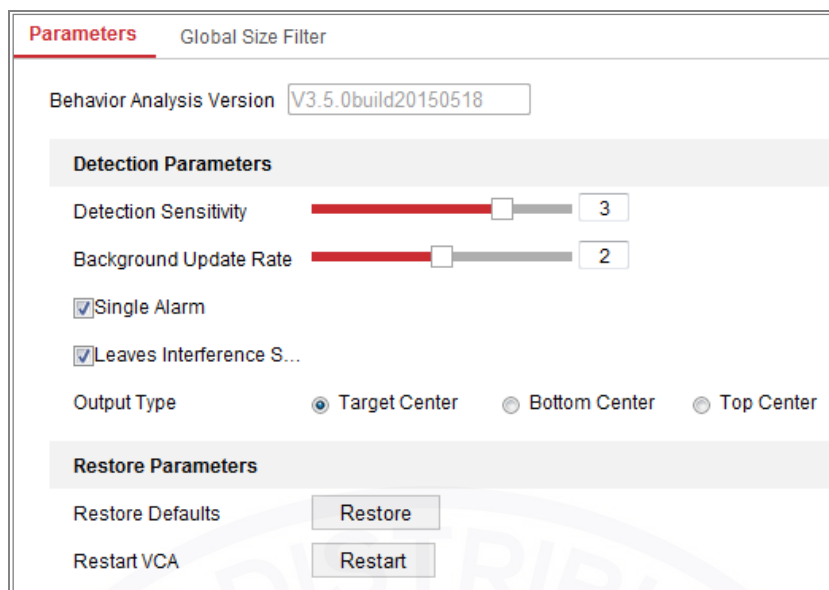 Parameters Global Size Filter
Behavior Analysis Version V3.5.0build20150518
Detection Parameters
Detection Sensitivity 3
Background Update Rate 2
Single Alarm
Leaves Interference S...
Output Type Target Center Bottom Center Top Center
Restore Parameters
Restore Defaults Restore
Restart VCA Restart